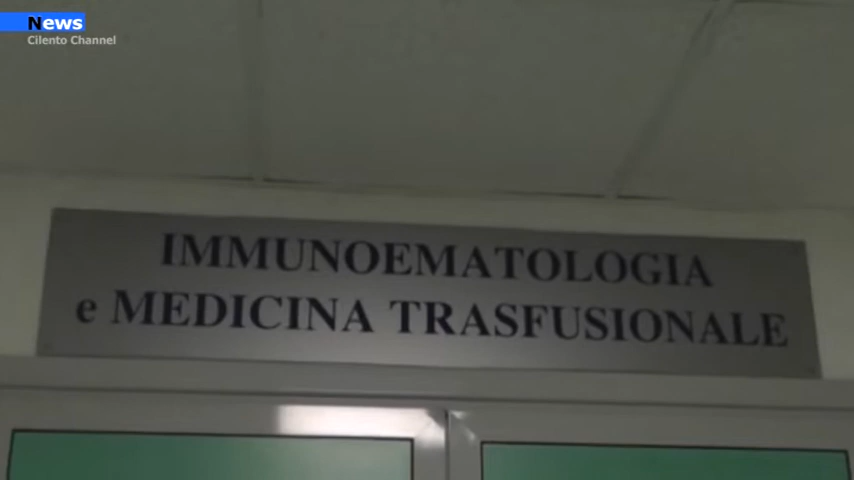 News
Cilento Channel
IMMUNOEMATOLOGIA
e MEDICINA TRASFUSIONALE